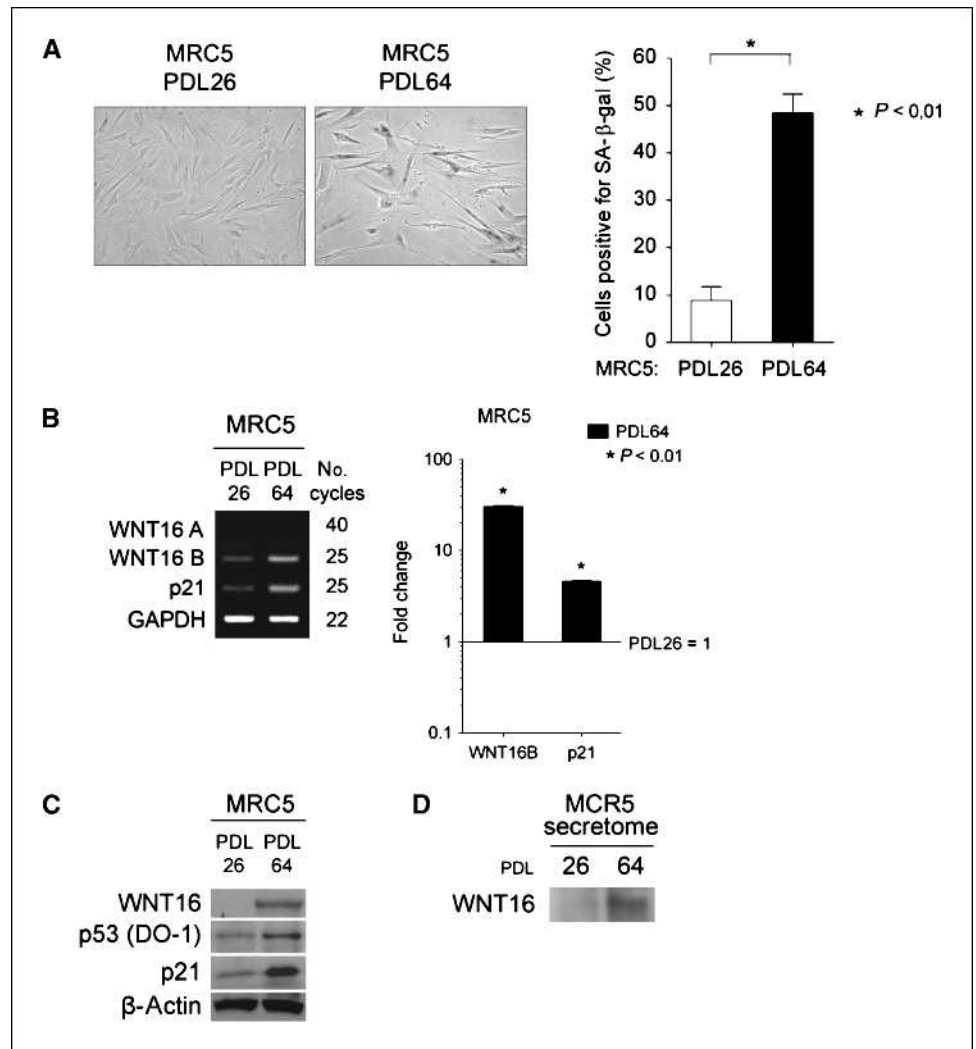 A
MRC5
PDL26
MRC5
PDL64
Cells positive for SA-β-gal (%)
60
50
40
30
20
10
0
*
* P < 0,01
MRC5: PDL26 PDL64
B
MRC5
PDL PDL No.
26 64 cycles
WNT16 A 40
WNT16 B 25
p21 25
GAPDH 22
MRC5
PDL64
* P < 0.01
Fold change
100
10
1
0.1
*
*
PDL26 = 1
WNT16B p21
C
MRC5
PDL PDL
26 64
WNT16
p53 (DO-1)
p21
β-Actin
D
MCR5
secretome
PDL 26 64
WNT16